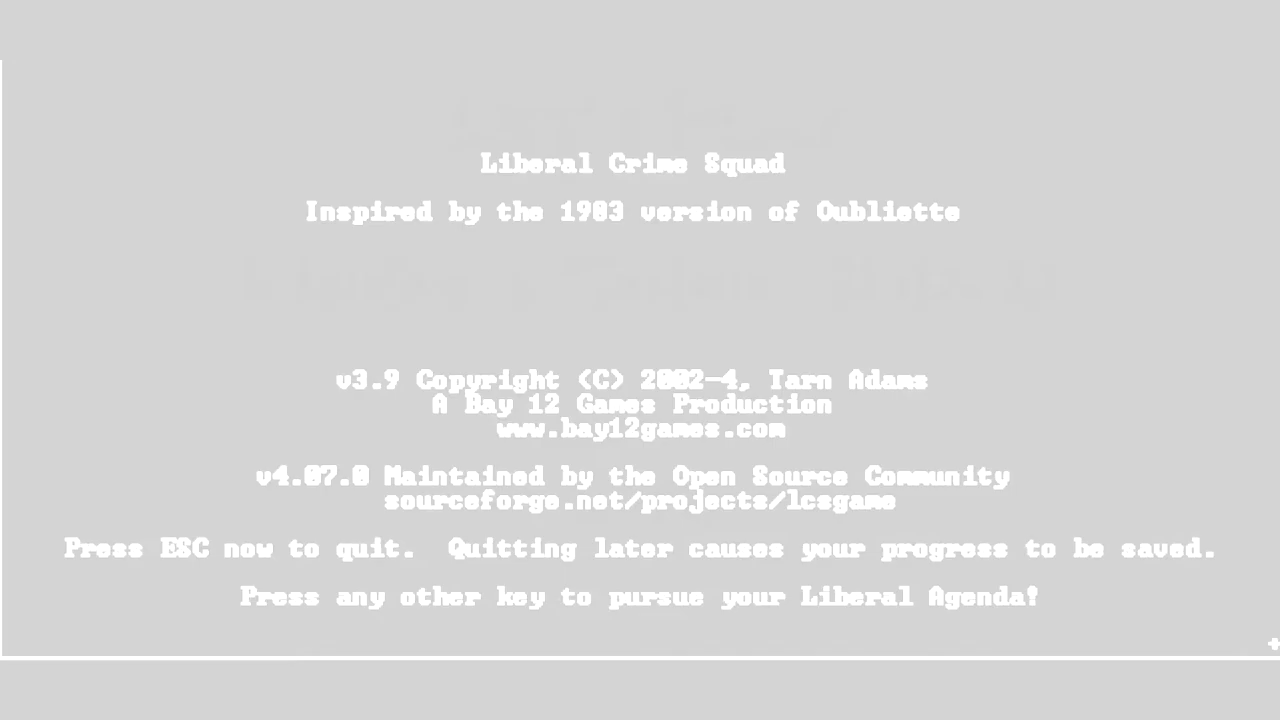 Liberal Crime Squad
Inspired by the 1983 version of Oubliette
v3.9 Copyright (C) 2002-4, Tarn Adams
A Bay 12 Games Production
www.bay12games.com
v4.07.0 Maintained by the Open Source Community
sourceforge.net/projects/lcsgame
Press ESC now to quit.  Quitting later causes your progress to be saved.
Press any other key to pursue your Liberal Agenda!
+